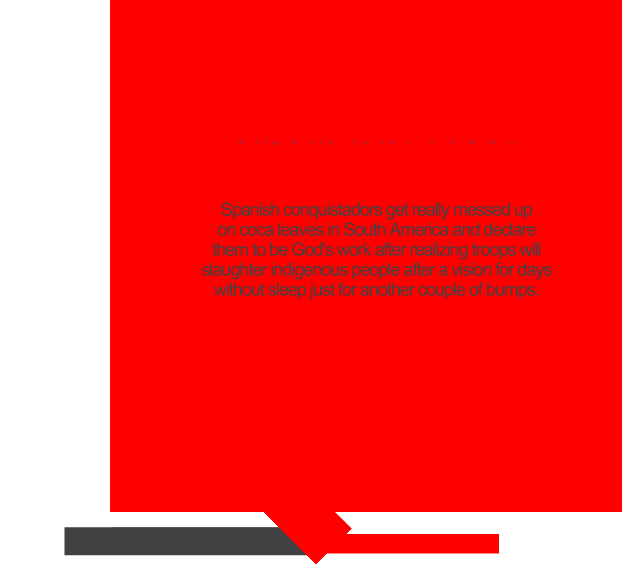 Spanish conquistadors get really messed up
on coca leaves in South America and declare
them to be God's work after realizing troops will
slaughter indigenous people after a vision for days
without sleep just for another couple of bumps.